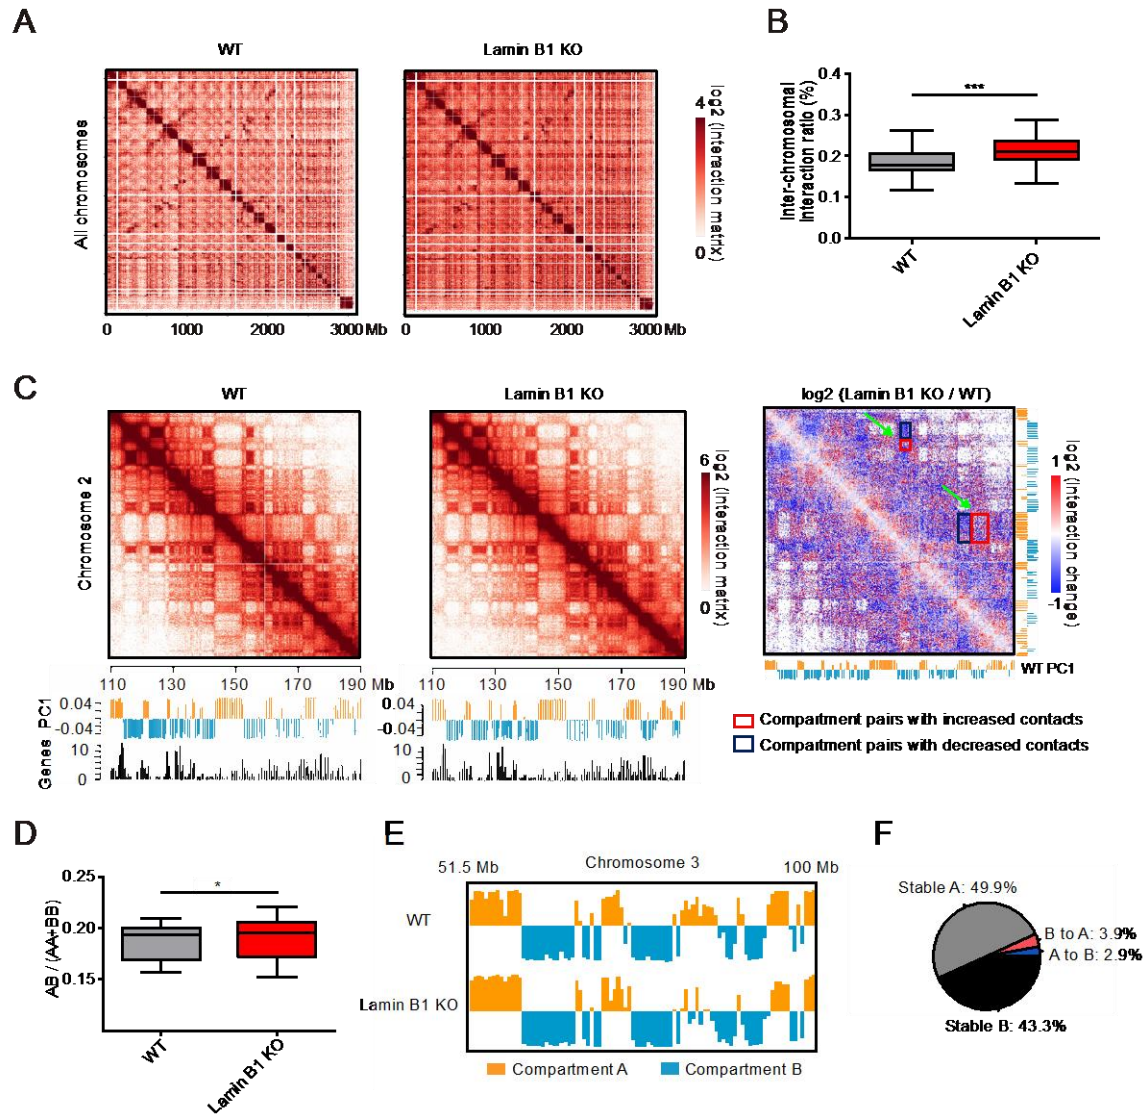 A
WT
Lamin B1 KO
All chromosomes
0 1000 2000 3000 Mb
0 1000 2000 3000 Mb
4
0
log2 (Interaction matrix)
B
Inter-chromosomal
Interaction ratio (%)
0.4
0.3
0.2
0.1
0.0
***
WT
Lamin B1 KO
C
WT
Lamin B1 KO
log2 (Lamin B1 KO / WT)
Chromosome 2
6
0
log2 (Interaction matrix)
1
-1
log2 (Interaction change)
110 130 150 170 190 Mb
110 130 150 170 190 Mb
WT PC1
PC1
0.04
-0.04
0.04
-0.04
Genes
10
0
10
0
Compartment pairs with increased contacts
Compartment pairs with decreased contacts
D
AB / (AA+BB)
0.25
0.20
0.15
*
WT
Lamin B1 KO
E
51.5 Mb Chromosome 3 100 Mb
WT
Lamin B1 KO
Compartment A Compartment B
F
Stable A: 49.9%
B to A: 3.9%
A to B: 2.9%
Stable B: 43.3%